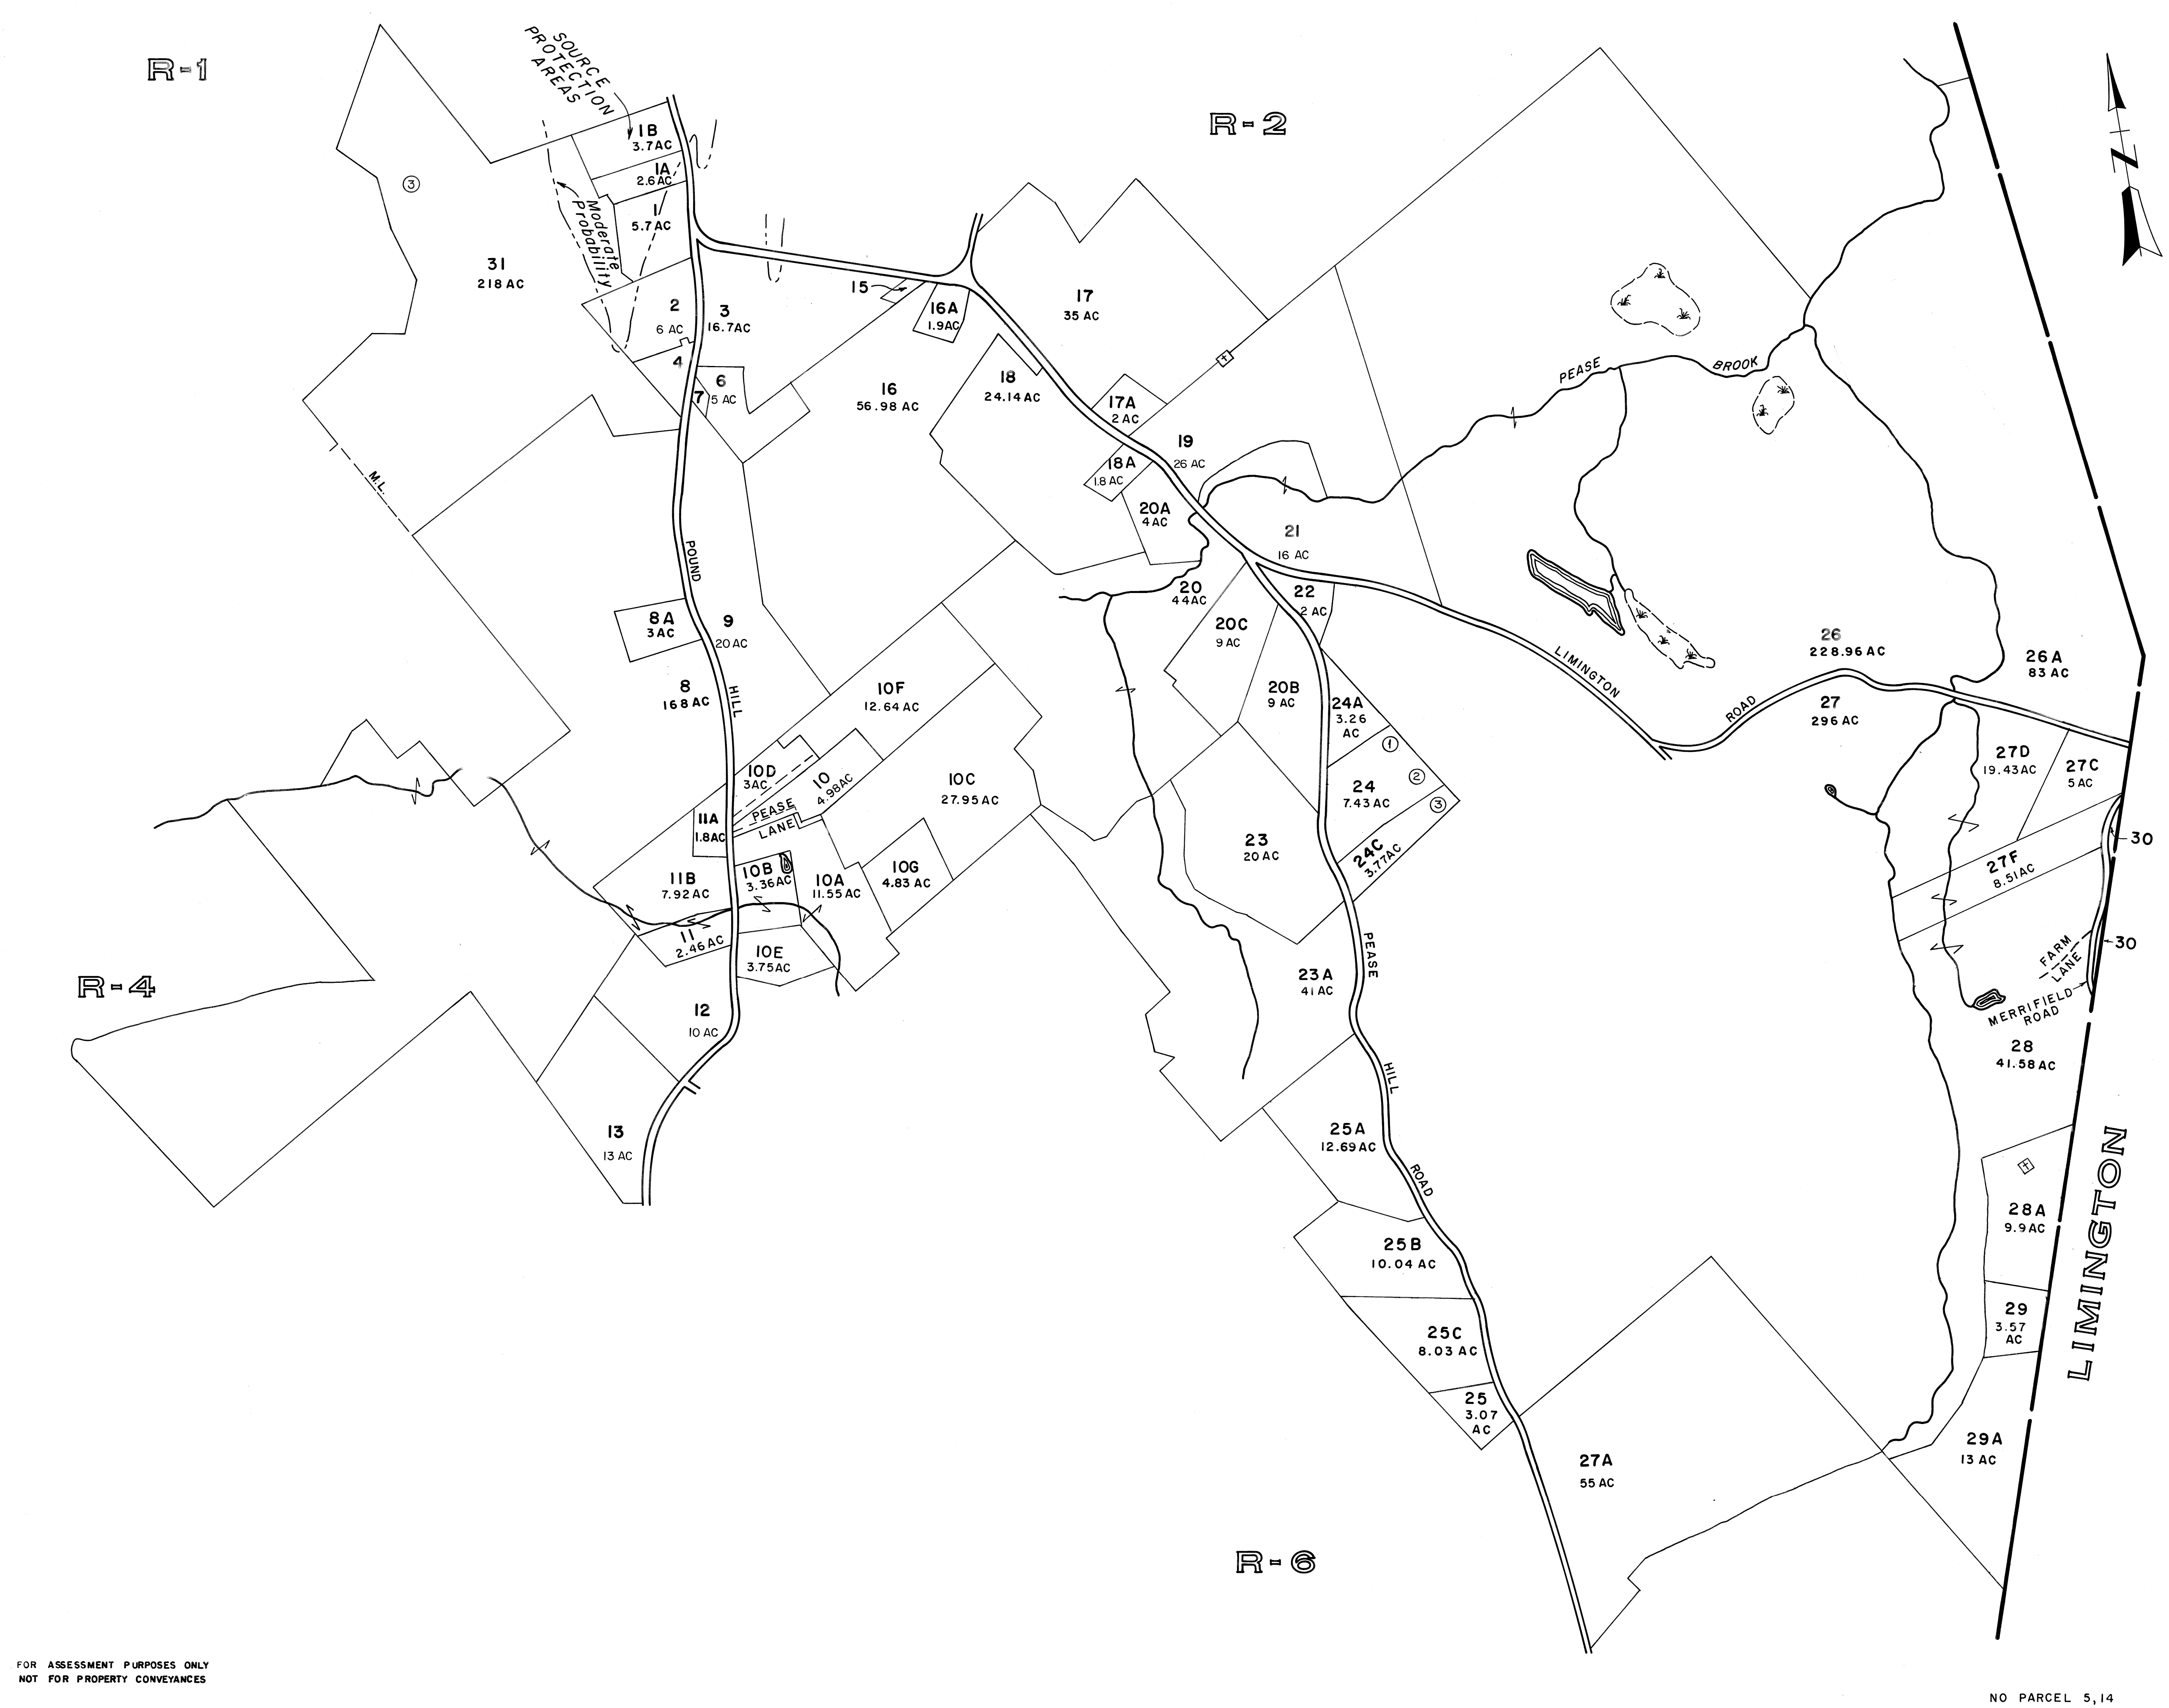 R-1
SOURCE
PROTECTION
AREAS
R-2
N
1B
3.7AC
1A
2.6 AC
Moderate
Probability
1
5.7 AC
3
31
218 AC
2
6 AC
3
16.7AC
4
6
5 AC
7
15
16A
1.9AC
17
35 AC
16
56.98 AC
18
24.14 AC
17A
2 AC
18A
1.8 AC
19
26 AC
20A
4 AC
PEASE
BROOK
21
16 AC
M.L.
POUND
HILL
8A
3AC
9
20AC
8
168 AC
20
44AC
20C
9 AC
22
2 AC
20B
9 AC
LIMINGTON
ROAD
26
228.96 AC
26A
83 AC
27
296 AC
24A
3.26
AC
1
2
3
24
7.43 AC
24C
3.77AC
23
20 AC
27D
19.43AC
27C
5 AC
30
27F
8.51AC
30
FARM
LANE
MERRIFIELD
ROAD
28
41.58 AC
10F
12.64 AC
10D
3AC
10
4.98AC
PEASE
LANE
10C
27.95 AC
11A
1.8AC
11B
7.92 AC
10B
3.36AC
10A
11.55 AC
10G
4.83 AC
11
2.46 AC
10E
3.75AC
R-4
12
10 AC
13
13 AC
23A
41 AC
PEASE
HILL
ROAD
25A
12.69 AC
25B
10.04 AC
25C
8.03 AC
25
3.07
AC
28A
9.9 AC
29
3.57
AC
LIMINGTON
29A
13 AC
27A
55 AC
R-6
FOR ASSESSMENT PURPOSES ONLY
NOT FOR PROPERTY CONVEYANCES
NO PARCEL 5,14